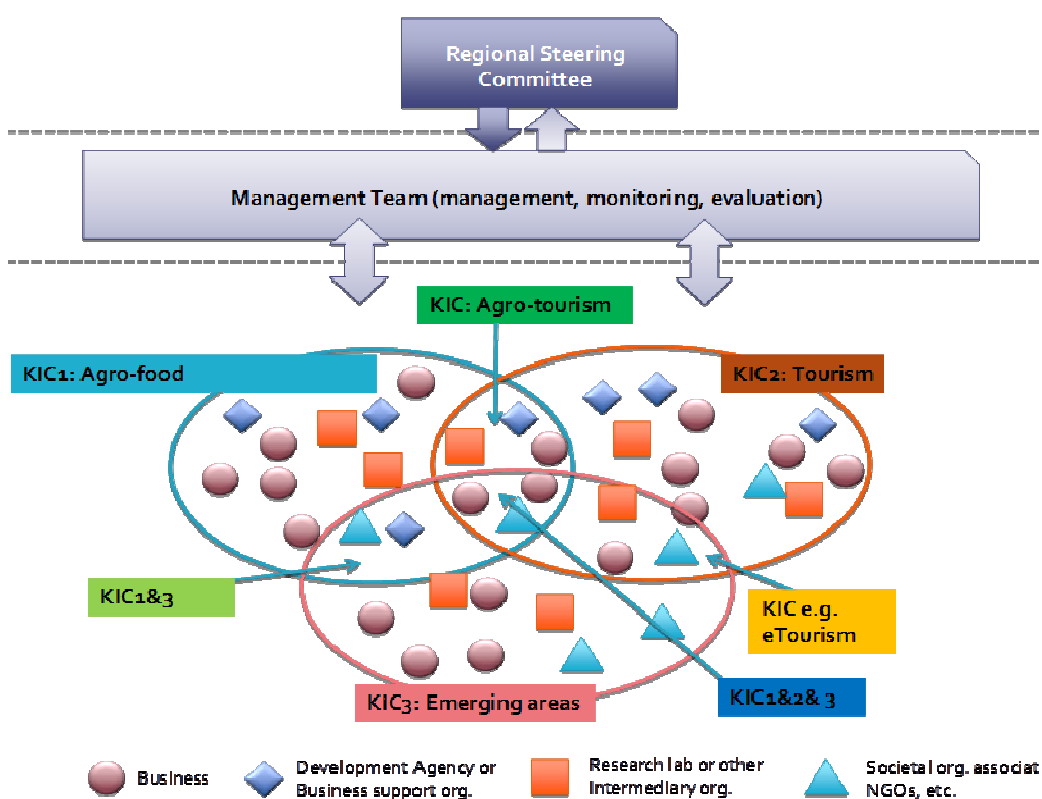 Regional Steering
Committee
Management Team (management, monitoring, evaluation)
KIC: Agro-tourism
KIC1: Agro-food
KIC2: Tourism
KIC1&3
KIC e.g.
eTourism
KIC3: Emerging areas
KIC1&2& 3
Business
Development Agency or
Business support org.
Research lab or other
Intermediary org.
Societal org. associat
NGOs, etc.